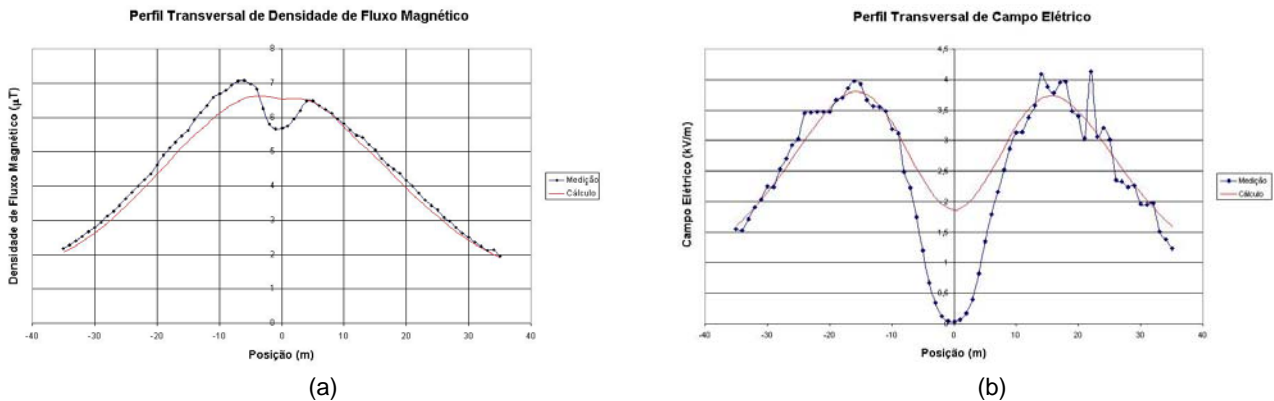 Perfil Transversal de Densidade de Fluxo Magnético
8
7
6
5
4
3
2
1
0
-40 -30 -20 -10 0 10 20 30 40
Densidade de Fluxo Magnético (µT)
Posição (m)
Medição
Cálculo
(a)
Perfil Transversal de Campo Elétrico
4,5
4
3,5
3
2,5
2
1,5
1
0,5
0
-40 -30 -20 -10 0 10 20 30 40
Campo Elétrico (kV/m)
Posição (m)
Medição
Cálculo
(b)